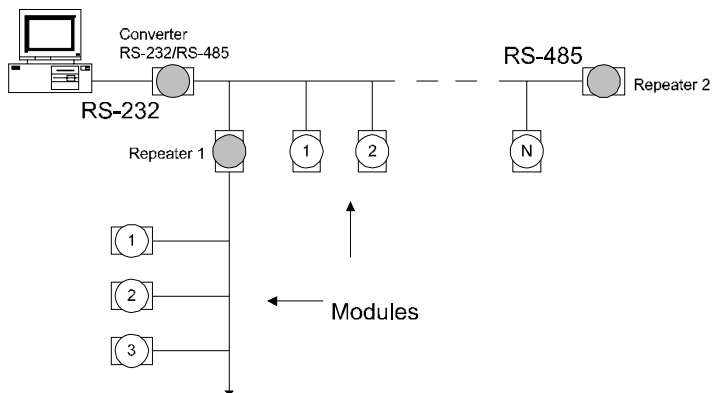 Converter
RS-232/RS-485
RS-485
RS-232
Repeater 2
Repeater 1
1
2
N
1
2
3
Modules